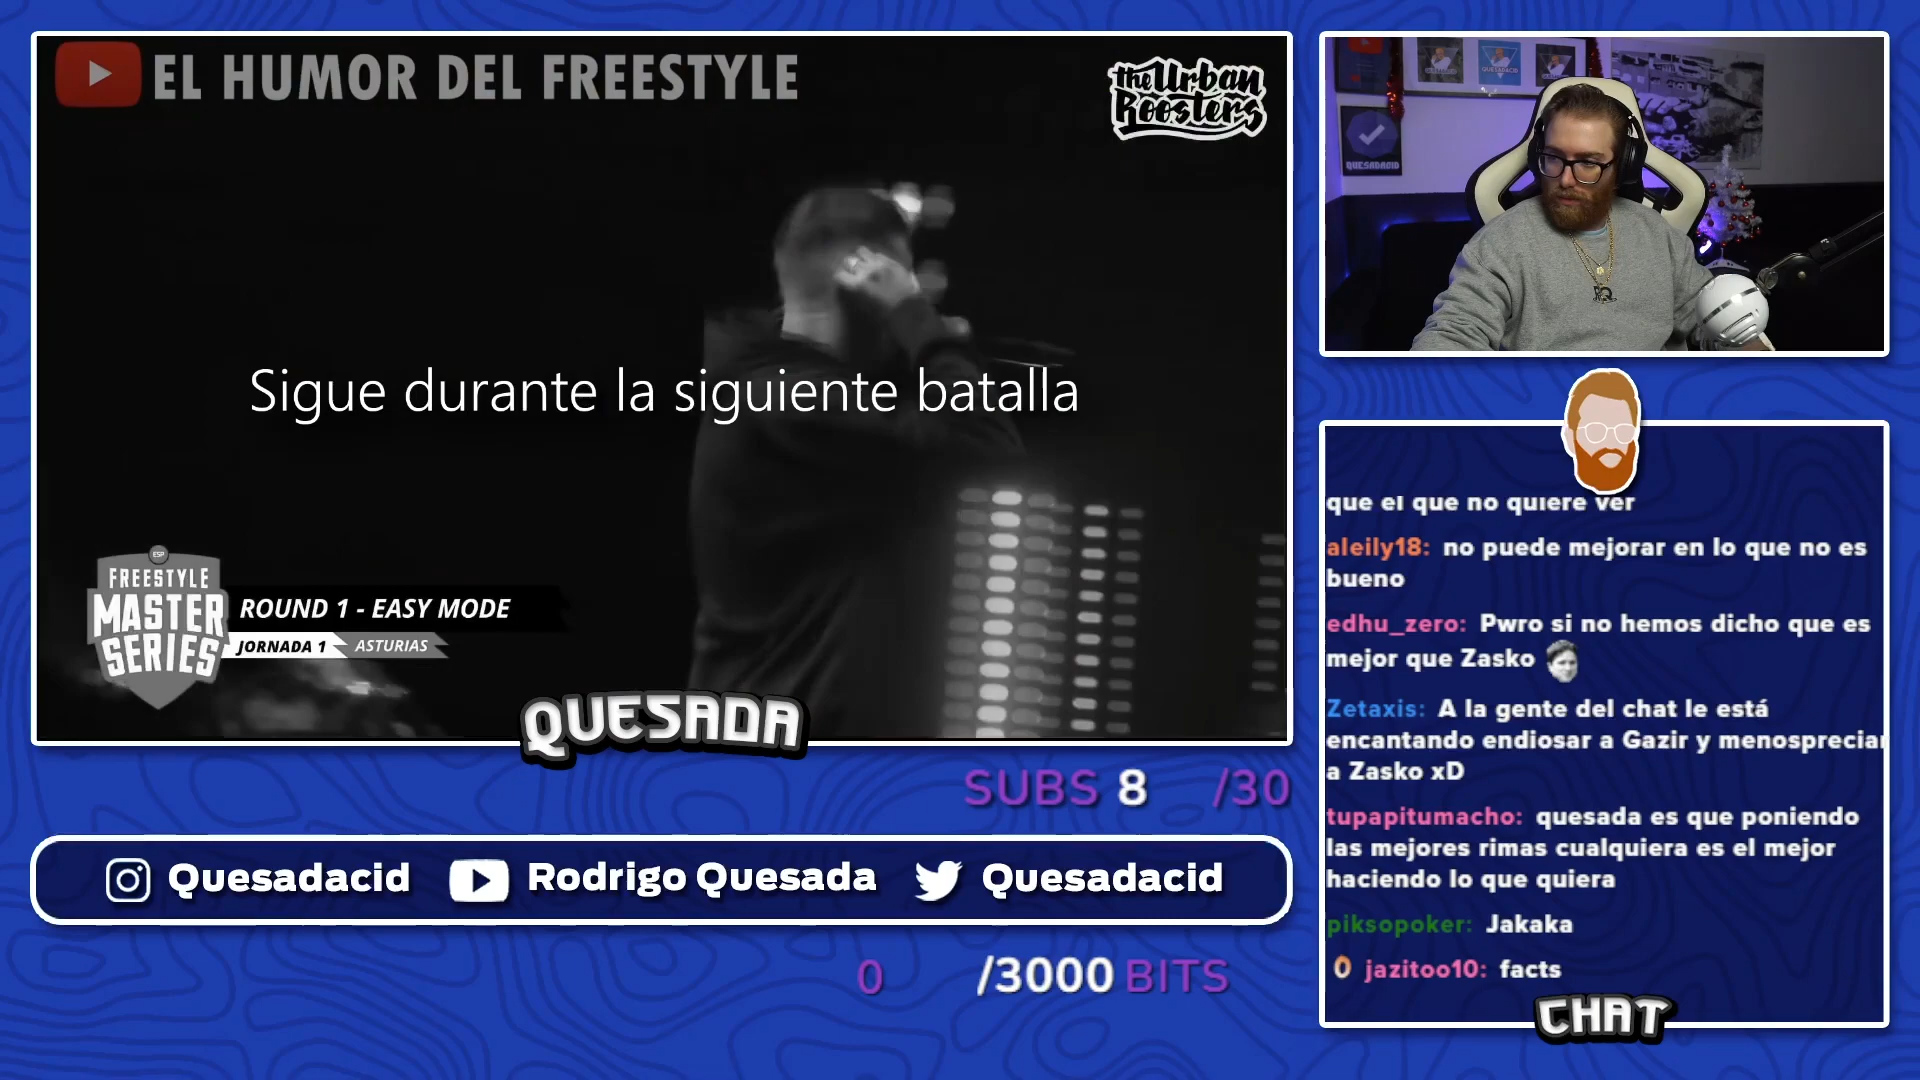 EL HUMOR DEL FREESTYLE
the Urban
Roosters
Sigue durante la siguiente batalla
ESP
FREESTYLE
MASTER
SERIES
ROUND 1 - EASY MODE
JORNADA 1
ASTURIAS
QUESADA
SUBS 8 /30
Quesadacid
Rodrigo Quesada
Quesadacid
0 /3000 BITS
QUESADACID
QUESADACID
que el que no quiere ver
aleily18: no puede mejorar en lo que no es
bueno
edhu_zero: Pwro si no hemos dicho que es
mejor que Zasko
Zetaxis: A la gente del chat le está
encantando endiosar a Gazir y menospreciar
a Zasko xD
tupapitumacho: quesada es que poniendo
las mejores rimas cualquiera es el mejor
haciendo lo que quiera
piksopoker: Jakaka
jazitoo10: facts
CHAT